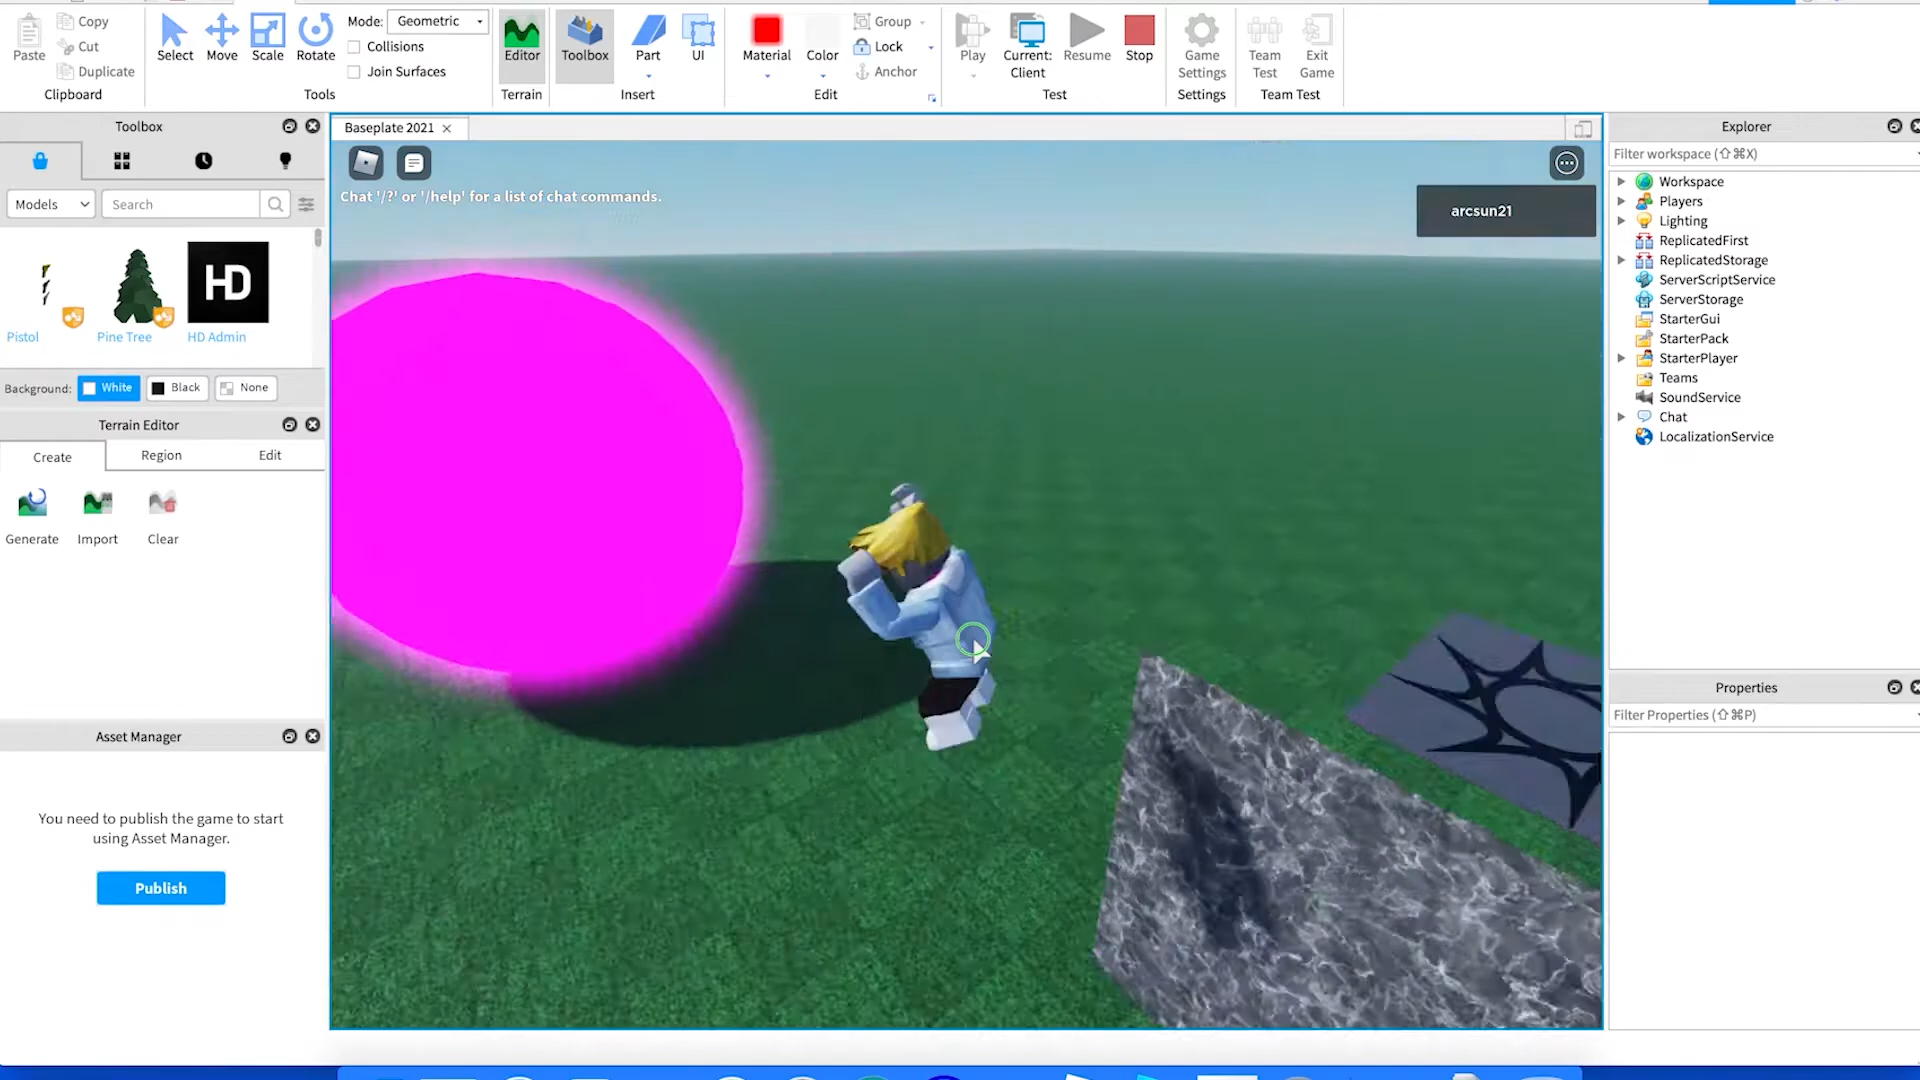 Paste
Copy
Cut
Duplicate
Clipboard
Select
Move
Scale
Rotate
Mode: Geometric
Collisions
Join Surfaces
Tools
Editor
Terrain
Toolbox
Part
UI
Insert
Material
Color
Group
Lock
Anchor
Edit
Play
Current:
Client
Resume
Stop
Test
Game
Settings
Settings
Team
Test
Exit
Game
Team Test
Toolbox
Models
Search
HD
Pistol
Pine Tree
HD Admin
Background: White Black None
Terrain Editor
Create
Region
Edit
Generate
Import
Clear
Asset Manager
You need to publish the game to start
using Asset Manager.
Publish
Baseplate 2021
Chat '/?' or '/help' for a list of chat commands.
arcsun21
Explorer
Filter workspace (⇧⌘X)
Workspace
Players
Lighting
ReplicatedFirst
ReplicatedStorage
ServerScriptService
ServerStorage
StarterGui
StarterPack
StarterPlayer
Teams
SoundService
Chat
LocalizationService
Properties
Filter Properties (⇧⌘P)